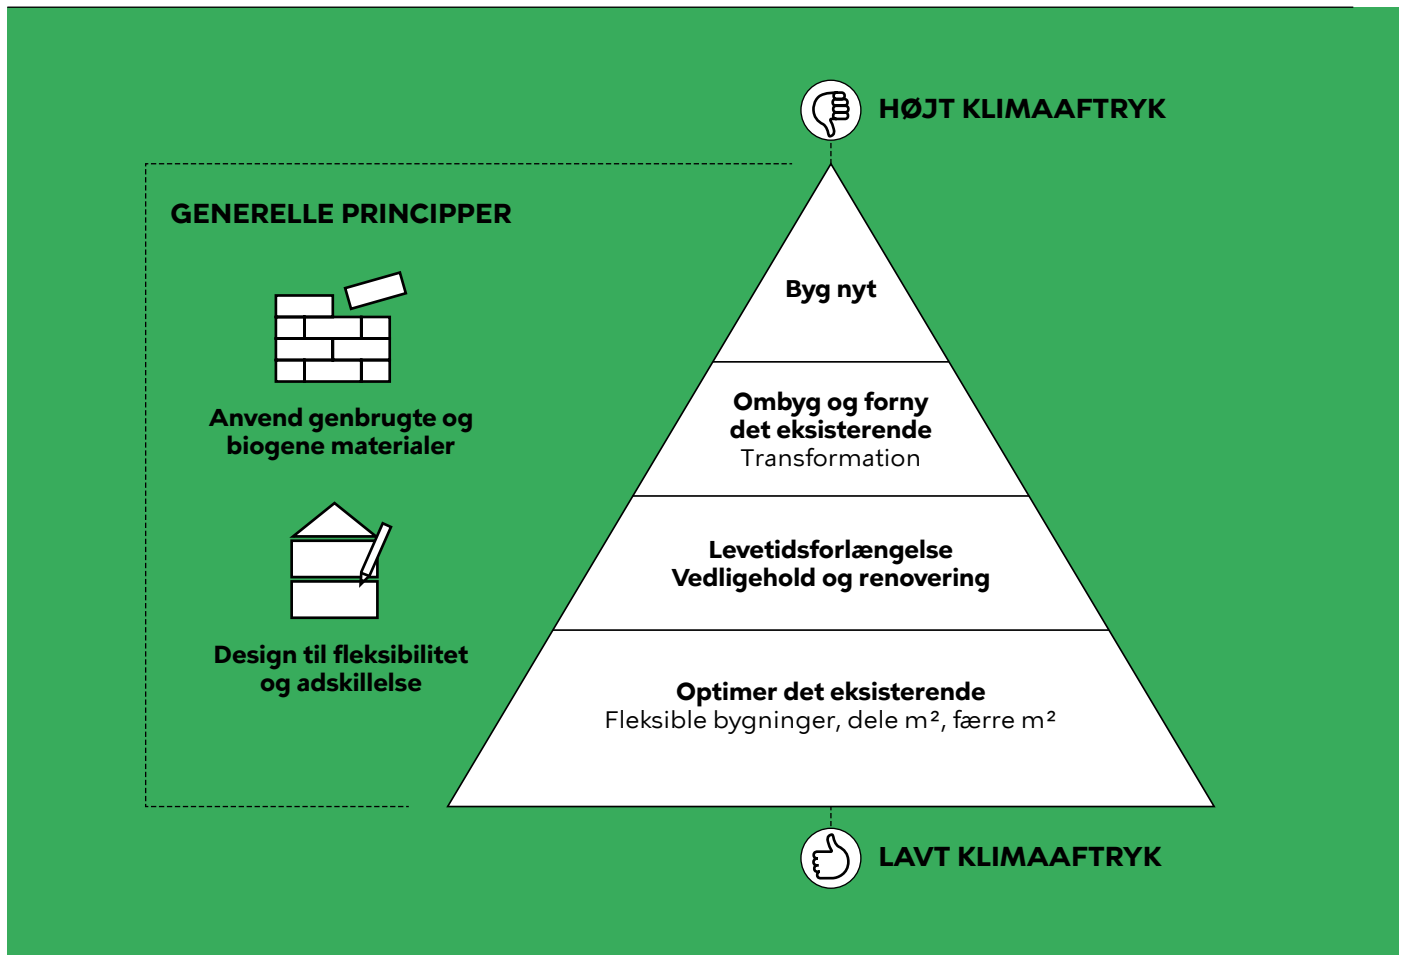 HØJT KLIMAAFTRYK
GENERELLE PRINCIPPER
Anvend genbrugte og
biogene materialer
Design til fleksibilitet
og adskillelse
Byg nyt
Ombyg og forny
det eksisterende
Transformation
Levetidsforlængelse
Vedligehold og renovering
Optimer det eksisterende
Fleksible bygninger, dele m², færre m²
LAVT KLIMAAFTRYK